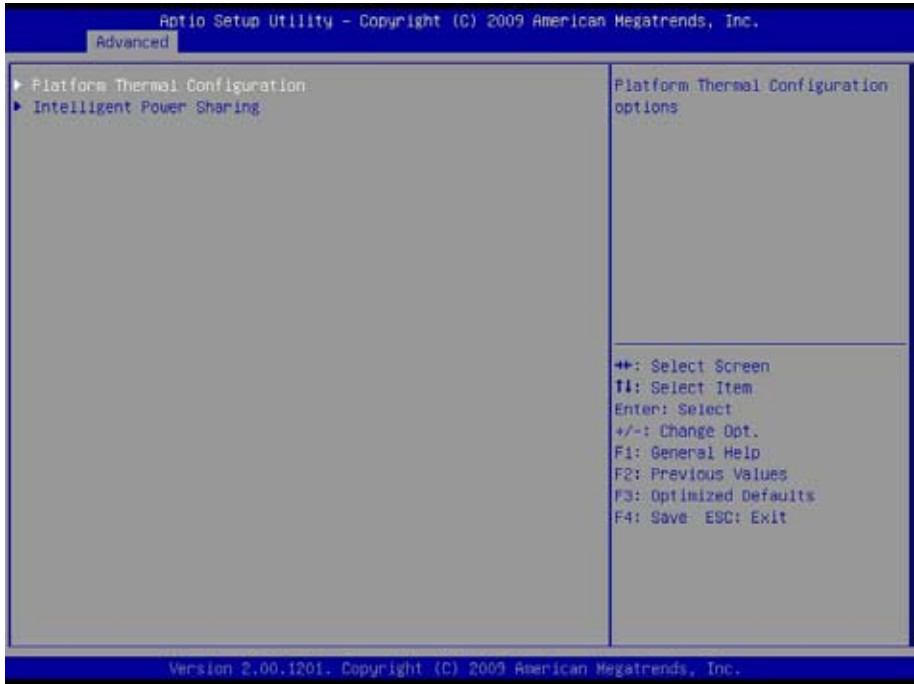 Aptio Setup Utility – Copyright (C) 2009 American Megatrends, Inc.
Advanced
Platform Thermal Configuration
Intelligent Power Sharing
Platform Thermal Configuration
options
→←: Select Screen
↑↓: Select Item
Enter: Select
+/-: Change Opt.
F1: General Help
F2: Previous Values
F3: Optimized Defaults
F4: Save ESC: Exit
Version 2.00.1201. Copyright (C) 2009 American Megatrends, Inc.